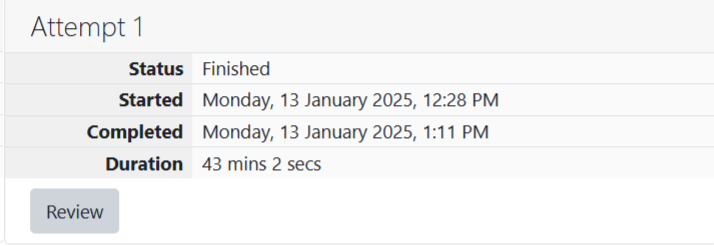 Attempt 1
Status Finished
Started Monday, 13 January 2025, 12:28 PM
Completed Monday, 13 January 2025, 1:11 PM
Duration 43 mins 2 secs
Review